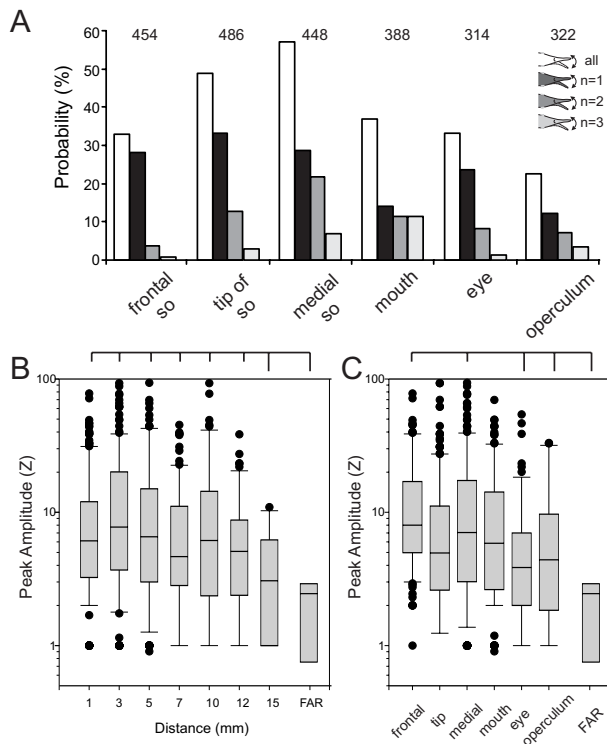 A
454 486 448 388 314 322
60
50
40
30
20
10
0
Probability (%)
all
n=1
n=2
n=3
frontal so
tip of so
medial so
mouth
eye
operculum
B
100
10
1
Peak Amplitude (Z)
1 3 5 7 10 12 15 FAR
Distance (mm)
C
100
10
1
Peak Amplitude (Z)
frontal
tip
medial
mouth
eye
operculum
FAR